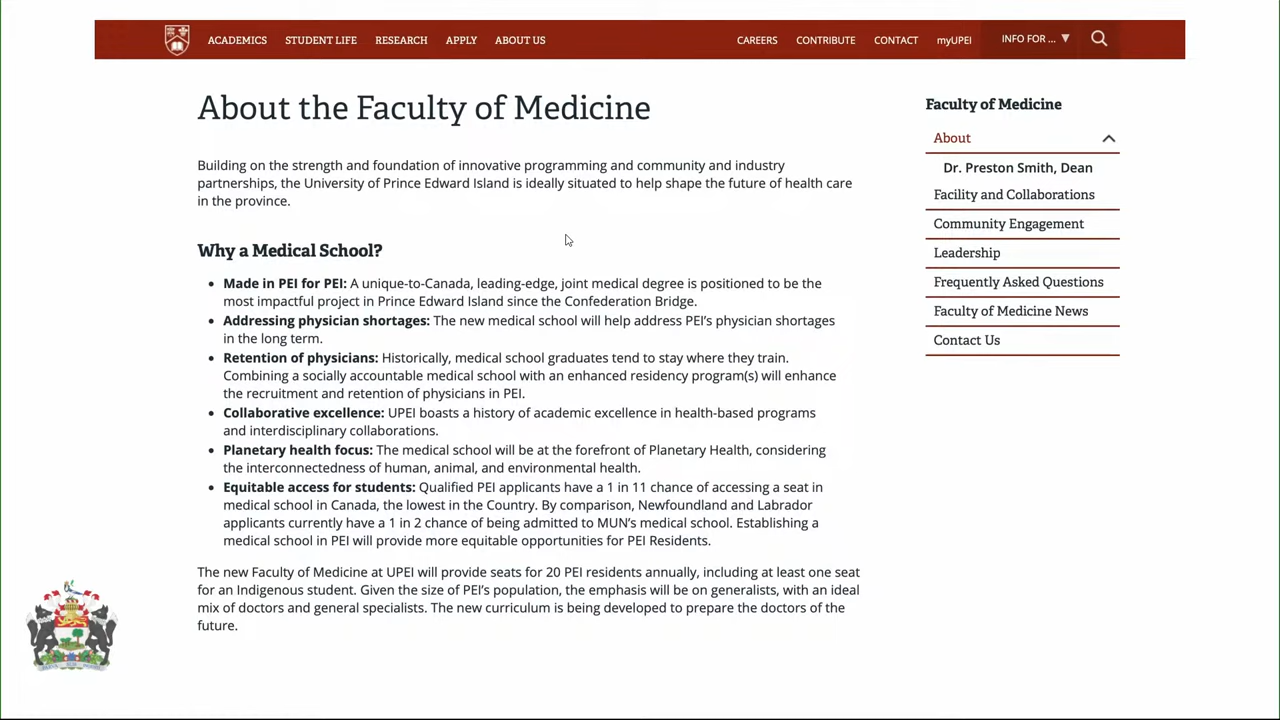 ACADEMICS STUDENT LIFE RESEARCH APPLY ABOUT US CAREERS CONTRIBUTE CONTACT myUPEI INFO FOR ... ▼
About the Faculty of Medicine
Building on the strength and foundation of innovative programming and community and industry
partnerships, the University of Prince Edward Island is ideally situated to help shape the future of health care
in the province.
Why a Medical School?
• Made in PEI for PEI: A unique-to-Canada, leading-edge, joint medical degree is positioned to be the
most impactful project in Prince Edward Island since the Confederation Bridge.
• Addressing physician shortages: The new medical school will help address PEI's physician shortages
in the long term.
• Retention of physicians: Historically, medical school graduates tend to stay where they train.
Combining a socially accountable medical school with an enhanced residency program(s) will enhance
the recruitment and retention of physicians in PEI.
• Collaborative excellence: UPEI boasts a history of academic excellence in health-based programs
and interdisciplinary collaborations.
• Planetary health focus: The medical school will be at the forefront of Planetary Health, considering
the interconnectedness of human, animal, and environmental health.
• Equitable access for students: Qualified PEI applicants have a 1 in 11 chance of accessing a seat in
medical school in Canada, the lowest in the Country. By comparison, Newfoundland and Labrador
applicants currently have a 1 in 2 chance of being admitted to MUN's medical school. Establishing a
medical school in PEI will provide more equitable opportunities for PEI Residents.
The new Faculty of Medicine at UPEI will provide seats for 20 PEI residents annually, including at least one seat
for an Indigenous student. Given the size of PEI's population, the emphasis will be on generalists, with an ideal
mix of doctors and general specialists. The new curriculum is being developed to prepare the doctors of the
future.
Faculty of Medicine
About
Dr. Preston Smith, Dean
Facility and Collaborations
Community Engagement
Leadership
Frequently Asked Questions
Faculty of Medicine News
Contact Us